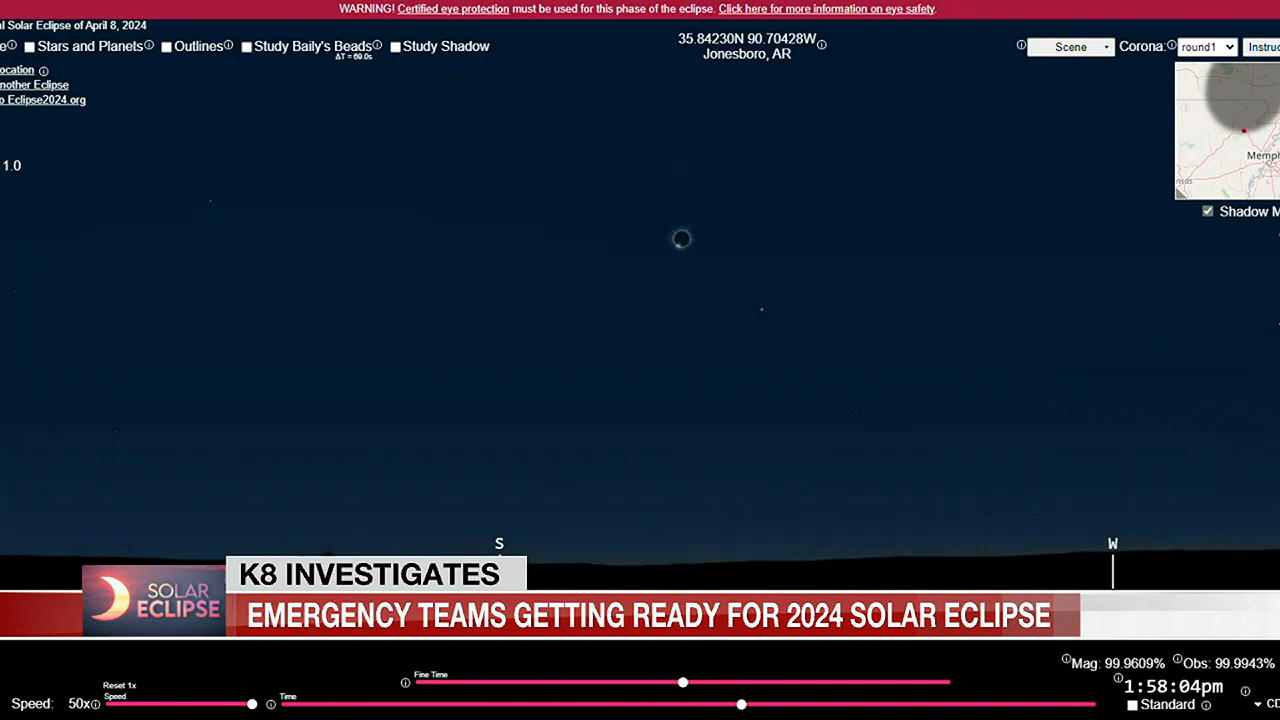 WARNING! Certified eye protection must be used for this phase of the eclipse. Click here for more information on eye safety.
al Solar Eclipse of April 8, 2024
Stars and Planets Outlines Study Baily's Beads Study Shadow
ΔT = 69.0s
35.84230N 90.70428W
Jonesboro, AR
Scene Corona: round1 Instruc
ocation
nother Eclipse
o Eclipse2024.org
1.0
Memph
nsas
Shadow M
S W
K8 INVESTIGATES
SOLAR ECLIPSE
EMERGENCY TEAMS GETTING READY FOR 2024 SOLAR ECLIPSE
Mag: 99.9609% Obs: 99.9943%
Fine Time
1:58:04pm
Reset 1x
Speed Time
Speed: 50x
Standard CD